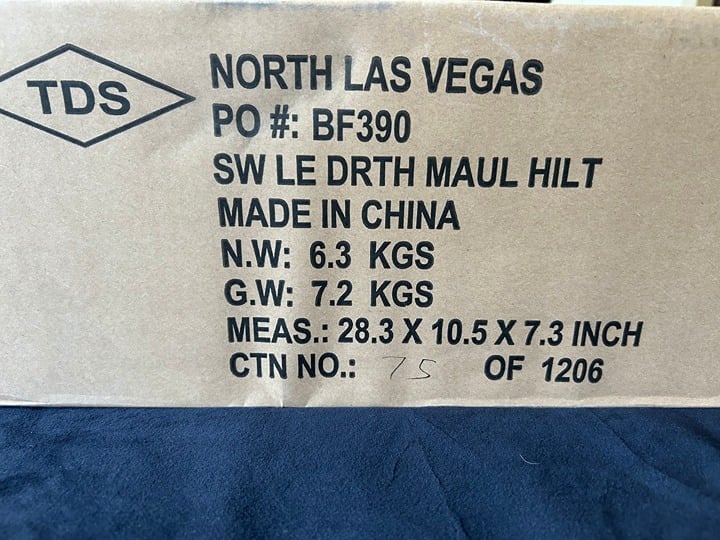 TDS
NORTH LAS VEGAS
PO #: BF390
SW LE DRTH MAUL HILT
MADE IN CHINA
N.W: 6.3 KGS
G.W: 7.2 KGS
MEAS.: 28.3 X 10.5 X 7.3 INCH
CTN NO.: 75 OF 1206